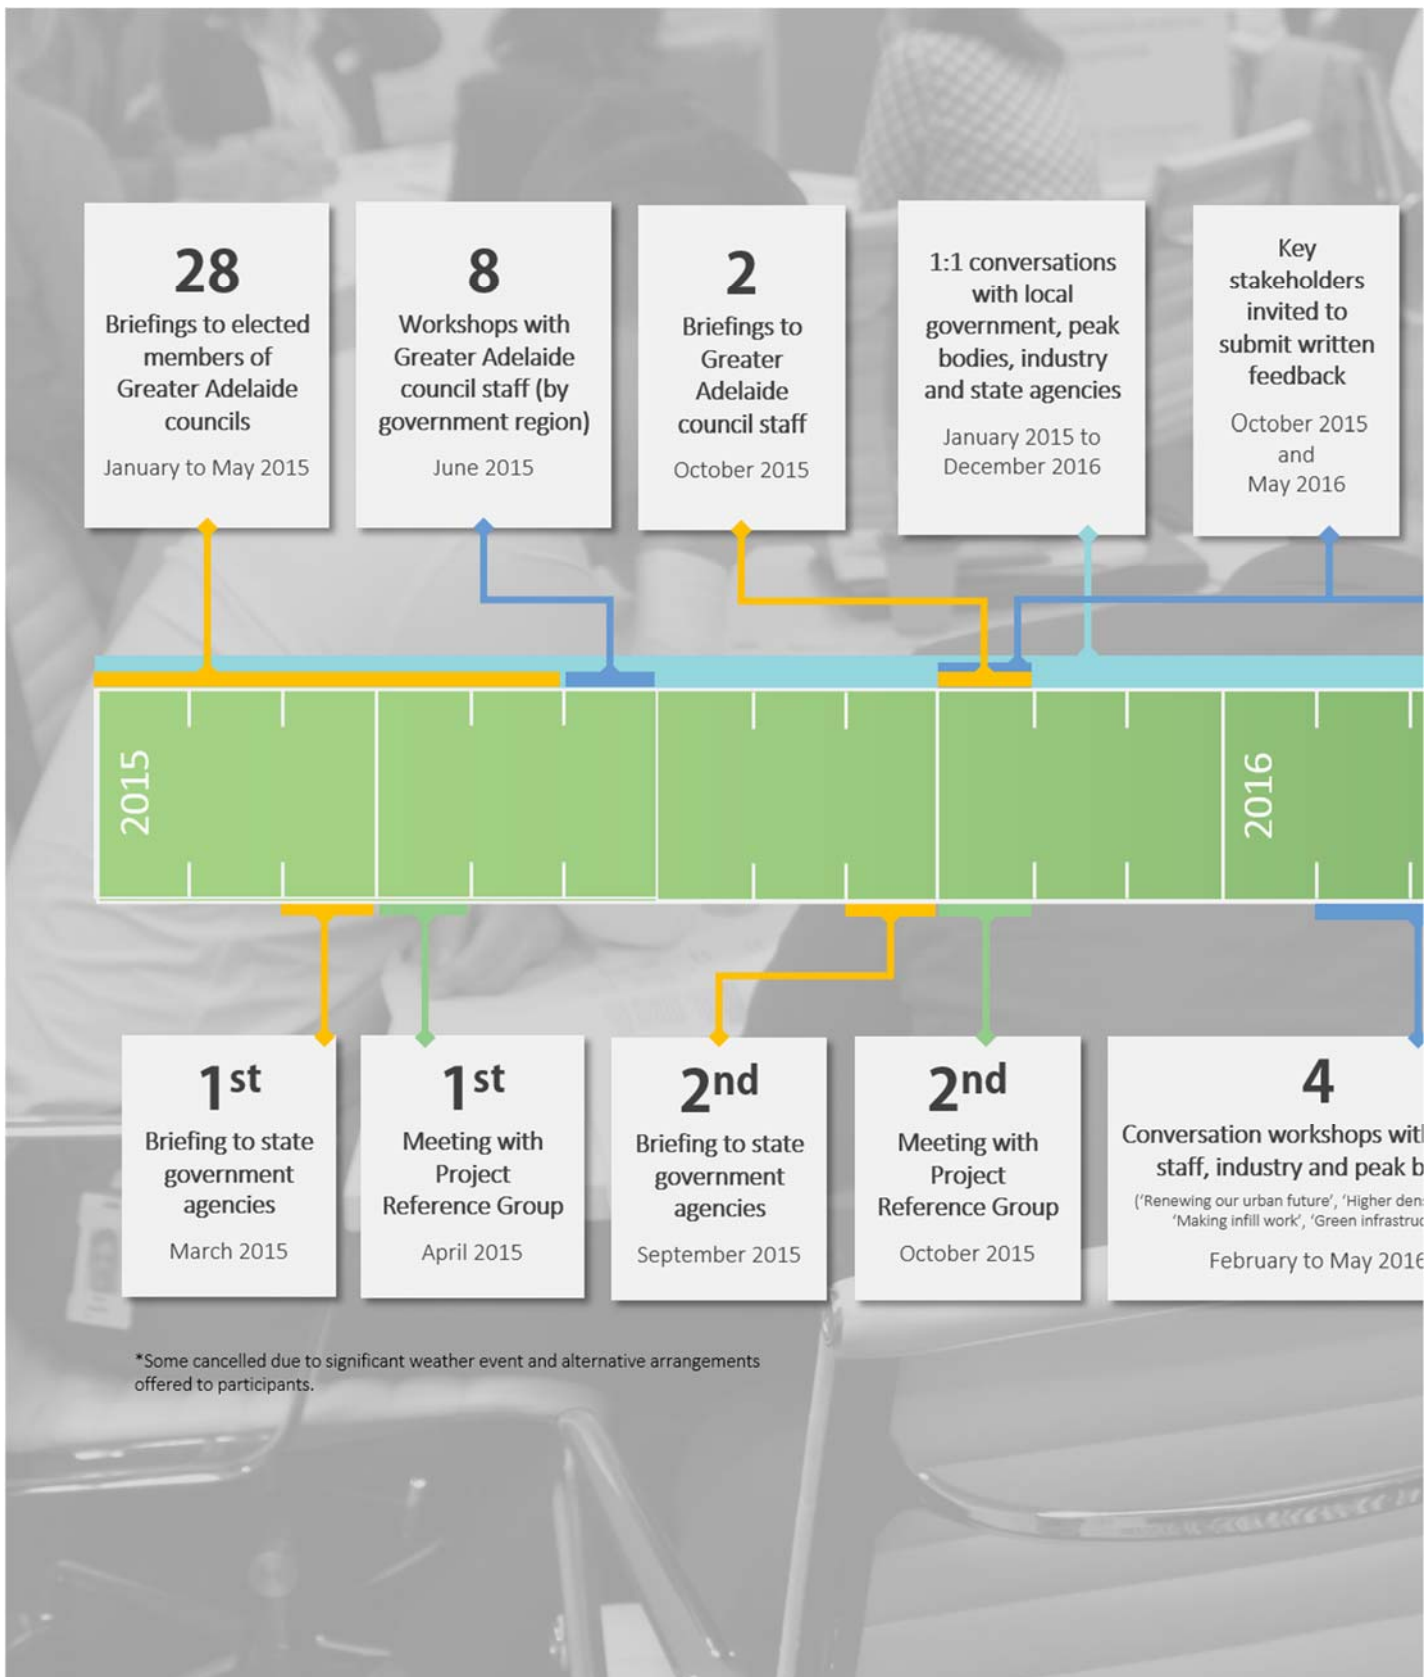 28
Briefings to elected
members of
Greater Adelaide
councils
January to May 2015
8
Workshops with
Greater Adelaide
council staff (by
government region)
June 2015
2
Briefings to
Greater
Adelaide
council staff
October 2015
1:1 conversations
with local
government, peak
bodies, industry
and state agencies
January 2015 to
December 2016
Key
stakeholders
invited to
submit written
feedback
October 2015
and
May 2016
2015
2016
1st
Briefing to state
government
agencies
March 2015
1st
Meeting with
Project
Reference Group
April 2015
2nd
Briefing to state
government
agencies
September 2015
2nd
Meeting with
Project
Reference Group
October 2015
4
Conversation workshops
staff, industry and peak
('Renewing our urban future', 'Higher
'Making infill work', 'Green
February to May 2016
*Some cancelled due to significant weather event and alternative arrangements
offered to participants.